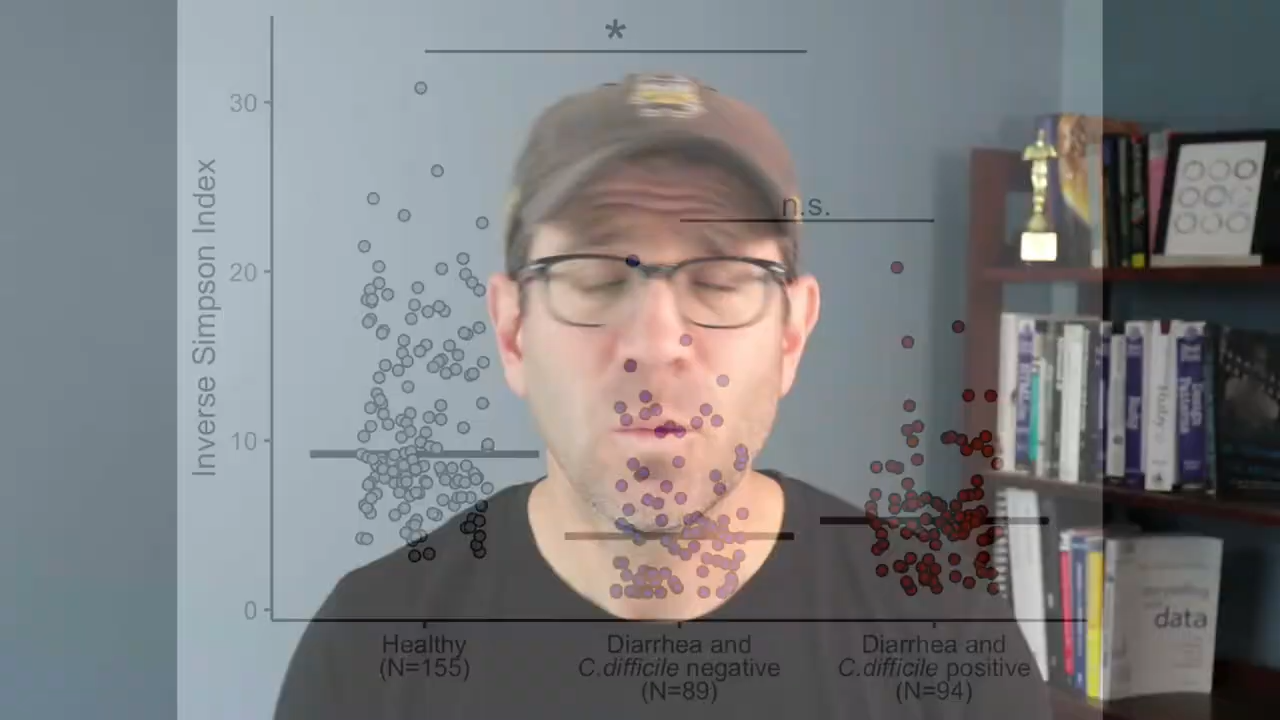 *
30
n.s.
20
Inverse Simpson Index
10
0
Healthy
(N=155)
Diarrhea and
C.difficile negative
(N=89)
Diarrhea and
C.difficile positive
(N=94)
data